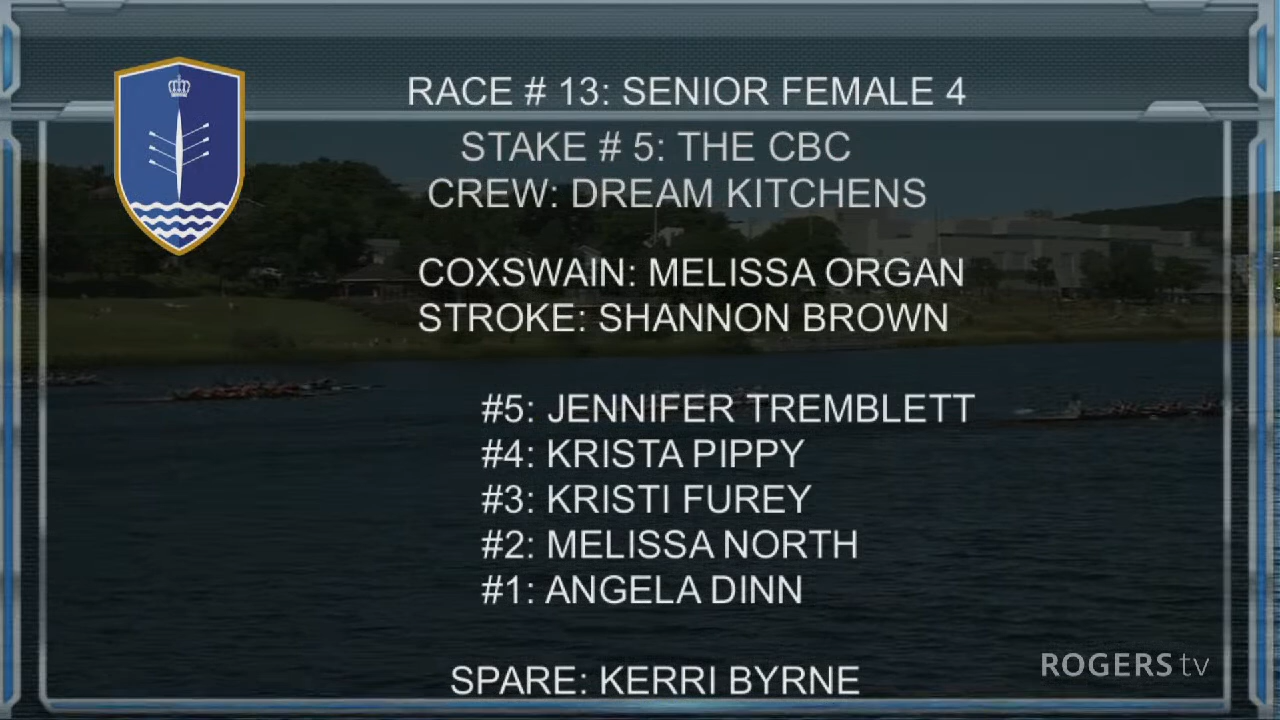 RACE # 13: SENIOR FEMALE 4
STAKE # 5: THE CBC
CREW: DREAM KITCHENS
COXSWAIN: MELISSA ORGAN
STROKE: SHANNON BROWN
#5: JENNIFER TREMBLETT
#4: KRISTA PIPPY
#3: KRISTI FUREY
#2: MELISSA NORTH
#1: ANGELA DINN
SPARE: KERRI BYRNE
ROGERS tv